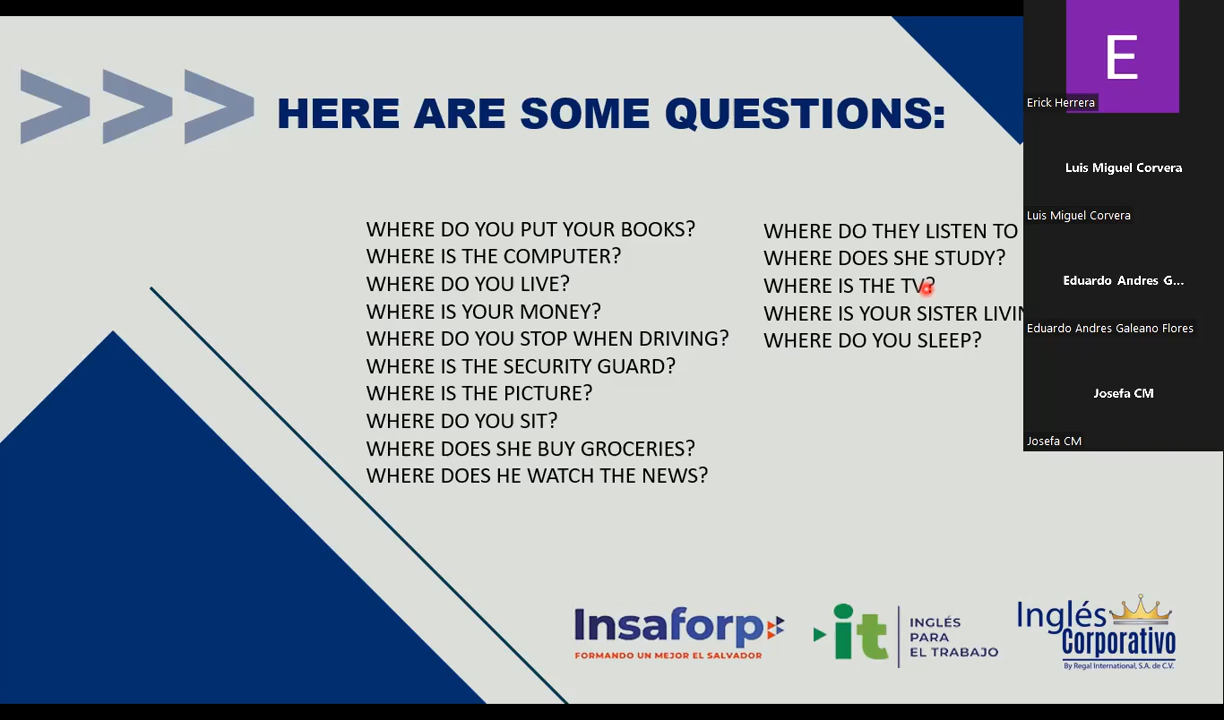 >>> HERE ARE SOME QUESTIONS:
WHERE DO YOU PUT YOUR BOOKS?
WHERE IS THE COMPUTER?
WHERE DO YOU LIVE?
WHERE IS YOUR MONEY?
WHERE DO YOU STOP WHEN DRIVING?
WHERE IS THE SECURITY GUARD?
WHERE IS THE PICTURE?
WHERE DO YOU SIT?
WHERE DOES SHE BUY GROCERIES?
WHERE DOES HE WATCH THE NEWS?
WHERE DO THEY LISTEN TO
WHERE DOES SHE STUDY?
WHERE IS THE TV?
WHERE IS YOUR SISTER
WHERE DO YOU SLEEP?
E
Erick Herrera
Luis Miguel Corvera
Luis Miguel Corvera
Eduardo Andres G...
Eduardo Andres Galeano Flores
Josefa CM
Josefa CM
Insaforp
FORMANDO UN MEJOR EL SALVADOR
it
INGLÉS
PARA
EL TRABAJO
Inglés
Corporativo
By Regal International, S.A. de C.V.